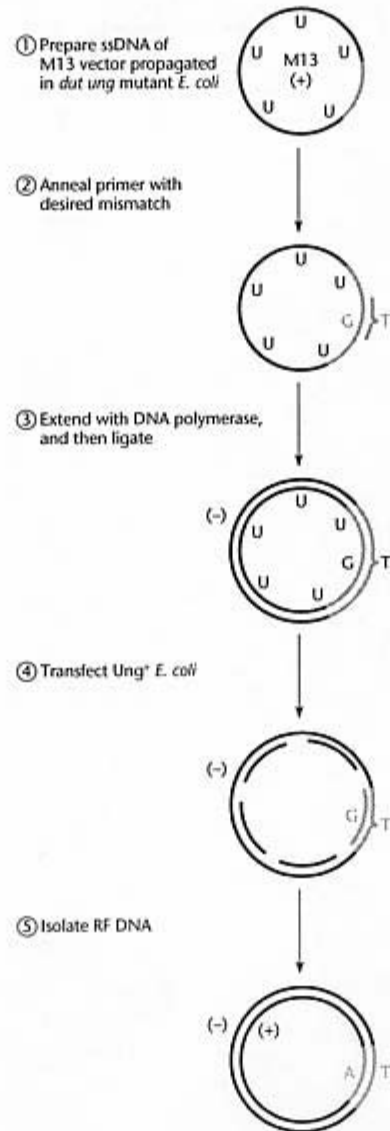 ① Prepare ssDNA of
M13 vector propagated
in dut ung mutant E. coli
U
U
U
M13
(+)
U
U
② Anneal primer with
desired mismatch
U
U
U
G
T
U
U
③ Extend with DNA polymerase,
and then ligate
(−)
U
U
U
G
T
U
U
④ Transfect Ung⁺ E. coli
(−)
G
T
⑤ Isolate RF DNA
(−)
(+)
A
T